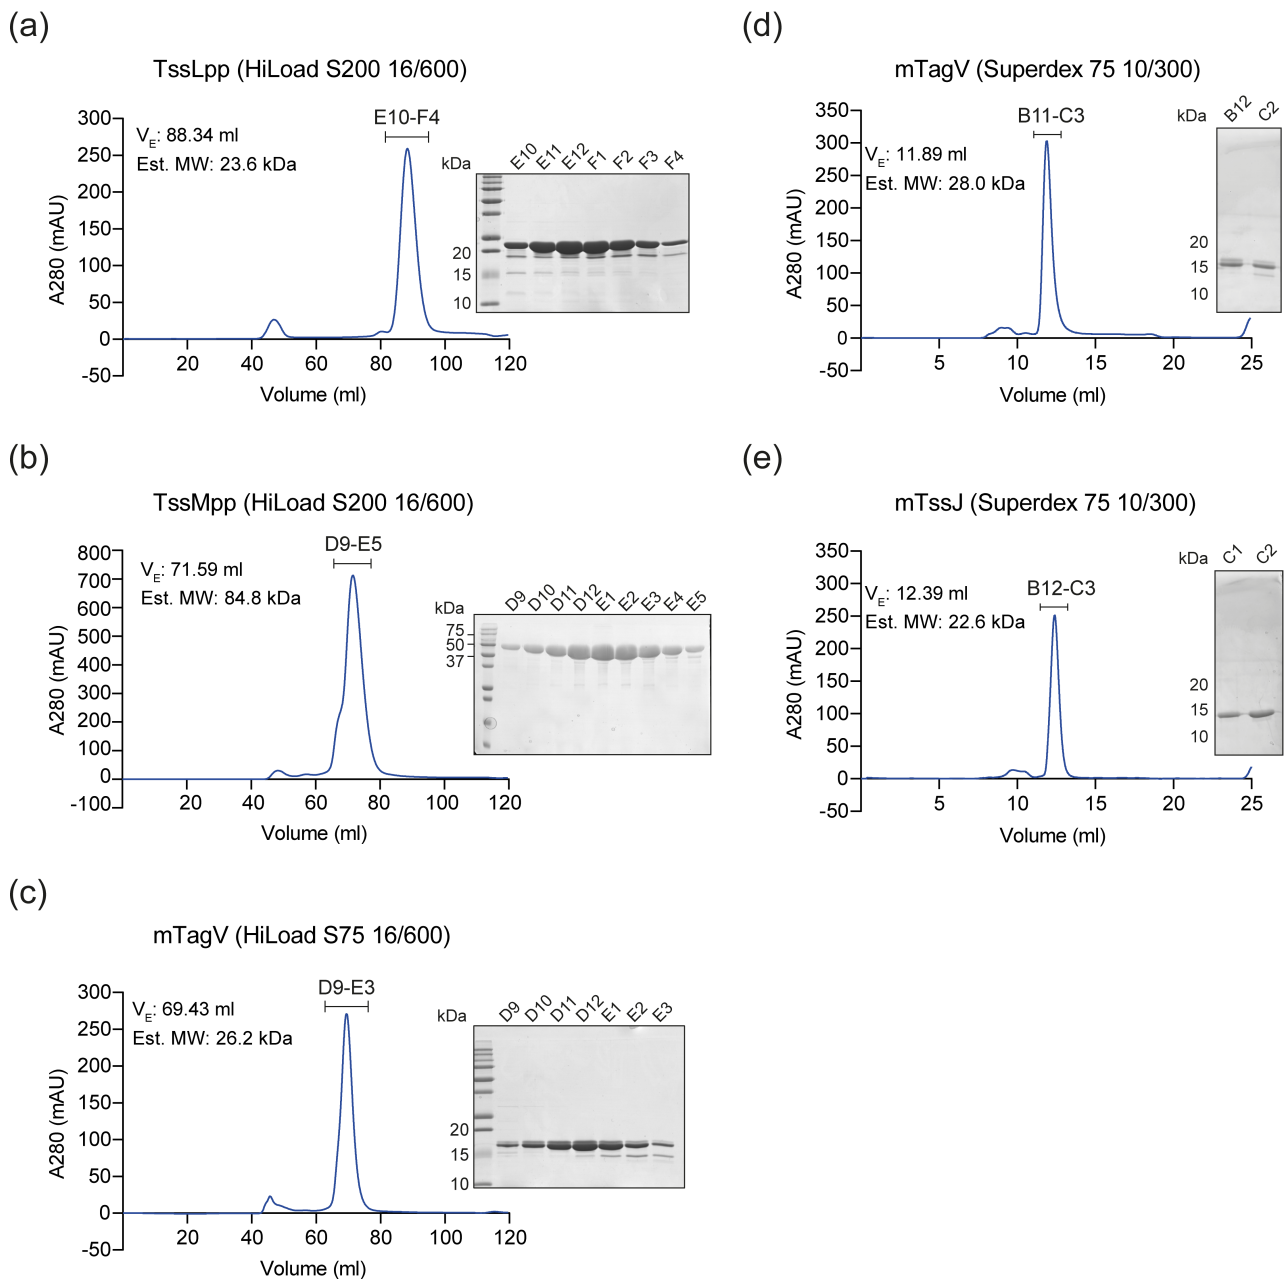 (a)
TssLpp (HiLoad S200 16/600)
E10-F4
V_E: 88.34 ml
Est. MW: 23.6 kDa
A280 (mAU)
300
250
200
150
100
50
0
-50
20 40 60 80 100 120
Volume (ml)
kDa
E10 E11 E12 F1 F2 F3 F4
20
15
10
(b)
TssMpp (HiLoad S200 16/600)
D9-E5
V_E: 71.59 ml
Est. MW: 84.8 kDa
A280 (mAU)
800
700
600
500
400
300
200
100
0
-100
20 40 60 80 100 120
Volume (ml)
kDa
D9 D10 D11 D12 E1 E2 E3 E4 E5
75
50
37
(c)
mTagV (HiLoad S75 16/600)
D9-E3
V_E: 69.43 ml
Est. MW: 26.2 kDa
A280 (mAU)
300
250
200
150
100
50
0
-50
20 40 60 80 100 120
Volume (ml)
kDa
D9 D10 D11 D12 E1 E2 E3
20
15
10
(d)
mTagV (Superdex 75 10/300)
B11-C3
V_E: 11.89 ml
Est. MW: 28.0 kDa
A280 (mAU)
350
300
250
200
150
100
50
0
-50
5 10 15 20 25
Volume (ml)
kDa
B12 C2
20
15
10
(e)
mTssJ (Superdex 75 10/300)
B12-C3
V_E: 12.39 ml
Est. MW: 22.6 kDa
A280 (mAU)
350
300
250
200
150
100
50
0
-50
5 10 15 20 25
Volume (ml)
kDa
C1 C2
20
15
10